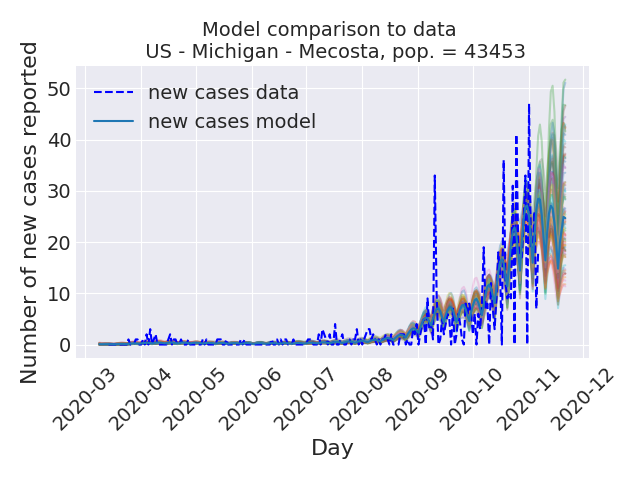 Model comparison to data
US - Michigan - Mecosta, pop. = 43453
Number of new cases reported
50
40
30
20
10
0
new cases data
new cases model
2020-03
2020-04
2020-05
2020-06
2020-07
2020-08
2020-09
2020-10
2020-11
2020-12
Day